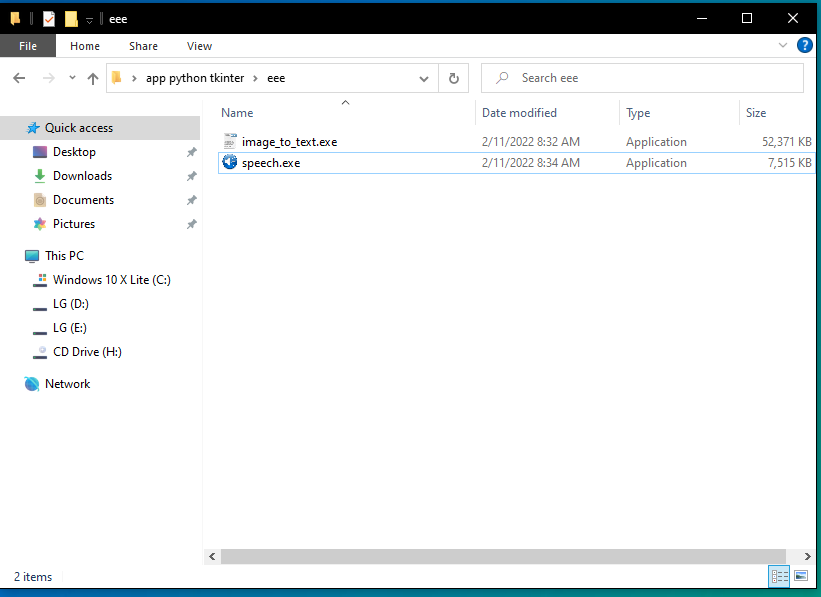 eee
File Home Share View
app python tkinter eee Search eee
Name Date modified Type Size
Quick access
Desktop
Downloads
Documents
Pictures
This PC
Windows 10 X Lite (C:)
LG (D:)
LG (E:)
CD Drive (H:)
Network
image_to_text.exe 2/11/2022 8:32 AM Application 52,371 KB
speech.exe 2/11/2022 8:34 AM Application 7,515 KB
2 items